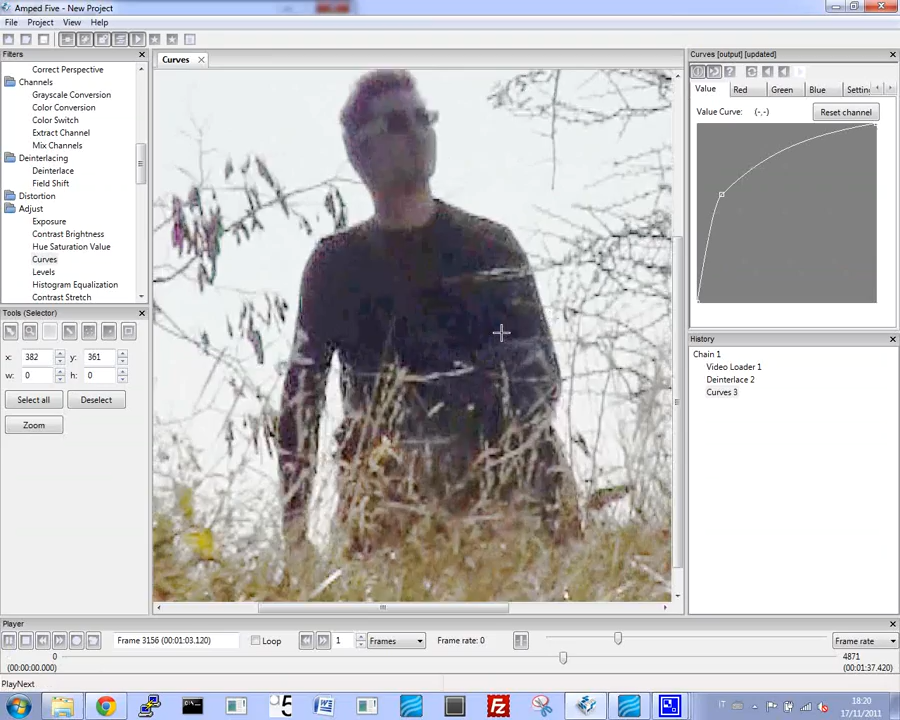 Amped Five - New Project
File Project View Help
Filters
Curves
Curves [output] [updated]
Correct Perspective
Channels
Grayscale Conversion
Color Conversion
Color Switch
Extract Channel
Mix Channels
Deinterlacing
Deinterlace
Field Shift
Distortion
Adjust
Exposure
Contrast Brightness
Hue Saturation Value
Curves
Levels
Histogram Equalization
Contrast Stretch
Value Red Green Blue Settin
Value Curve: (-,-) Reset channel
Tools (Selector)
x: 382 y: 361
w: 0 h: 0
Select all Deselect
Zoom
History
Chain 1
Video Loader 1
Deinterlace 2
Curves 3
Player
Frame 3156 (00:01:03.120) Loop 1 Frames Frame rate: 0 Frame rate
0 4871
(00:00:00.000) (00:01:37.420)
PlayNext
IT 18:20
17/11/2011